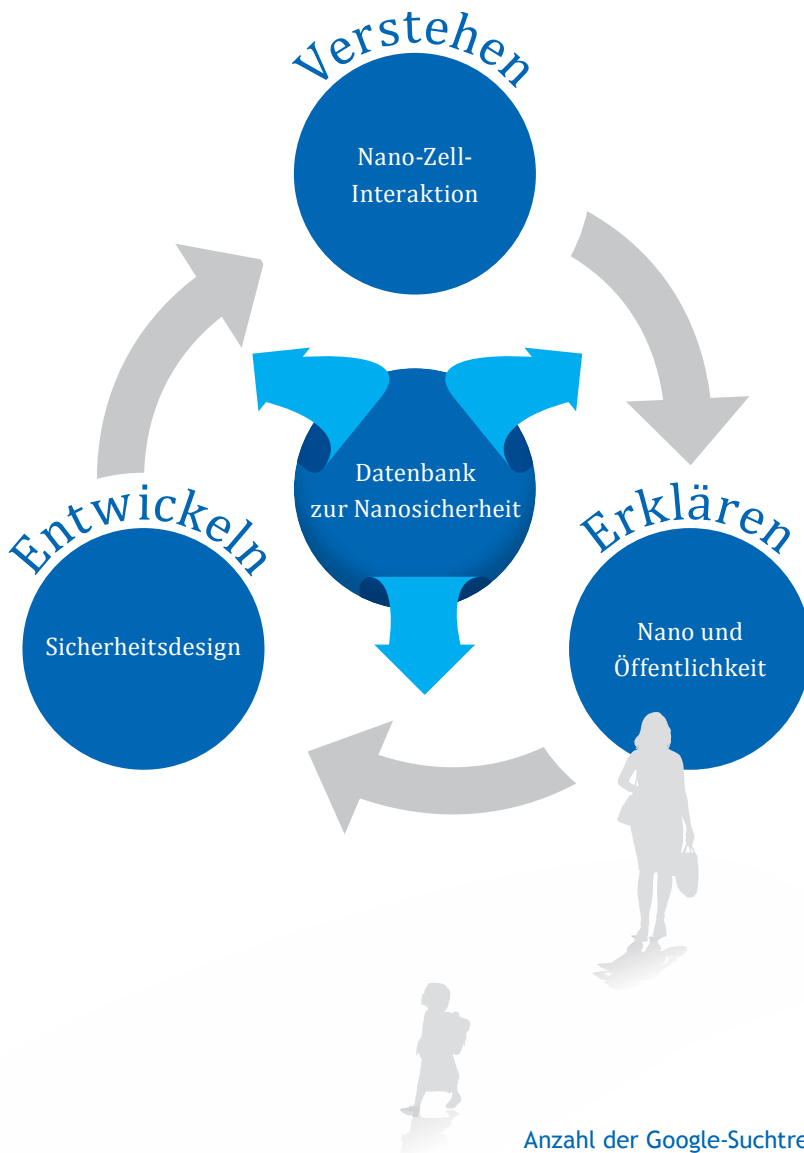 Verstehen
Nano-Zell-
Interaktion
Datenbank
zur Nanosicherheit
Entwickeln
Sicherheitsdesign
Erklären
Nano und
Öffentlichkeit
Anzahl der Google-Suchtre